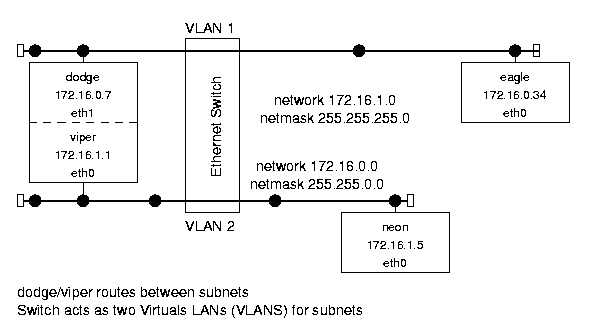 VLAN 1
dodge
172.16.0.7
eth1
viper
172.16.1.1
eth0
Ethernet Switch
network 172.16.1.0
netmask 255.255.255.0
eagle
172.16.0.34
eth0
network 172.16.0.0
netmask 255.255.0.0
VLAN 2
neon
172.16.1.5
eth0
dodge/viper routes between subnets
Switch acts as two Virtuals LANs (VLANS) for subnets